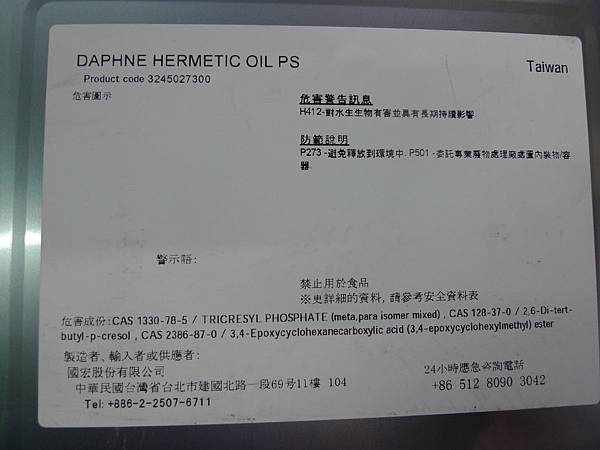 DAPHNE HERMETIC OIL PS
Taiwan
Product code 3245027300
危害圖示
危害警告訊息
H412-對水生生物有害並具有長期持續影響.
防範說明
P273 -避免釋放到環境中. P501 -委託專業廢物處理廠處置內裝物/容
器.
警示語:
禁止用於食品
※更詳細的資料, 請參考安全資料表
危害成份: CAS 1330-78-5 / TRICRESYL PHOSPHATE (meta,para isomer mixed) , CAS 128-37-0 / 2,6-Di-tert-
butyl-p-cresol , CAS 2386-87-0 / 3,4-Epoxycyclohexanecarboxylic acid (3,4-epoxycyclohexylmethyl) ester
製造者、輸入者或供應者:
國宏股份有限公司
中華民國台灣省台北市建國北路一段69号11樓 104
Tel: +886-2-2507-6711
24小時應急咨詢電話
+86 512 8090 3042